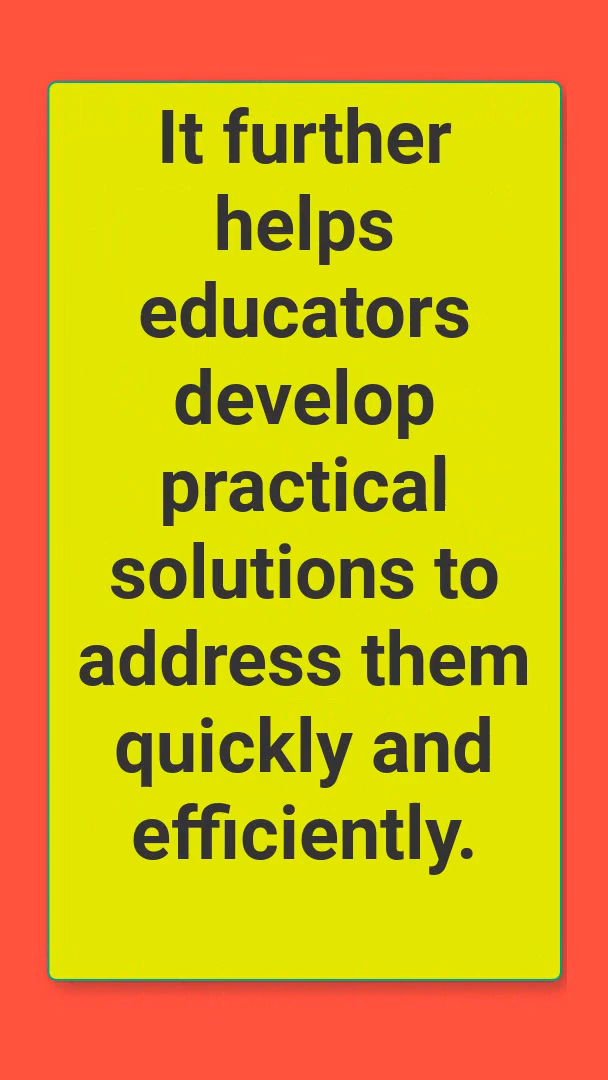 It further
helps
educators
develop
practical
solutions to
address them
quickly and
efficiently.